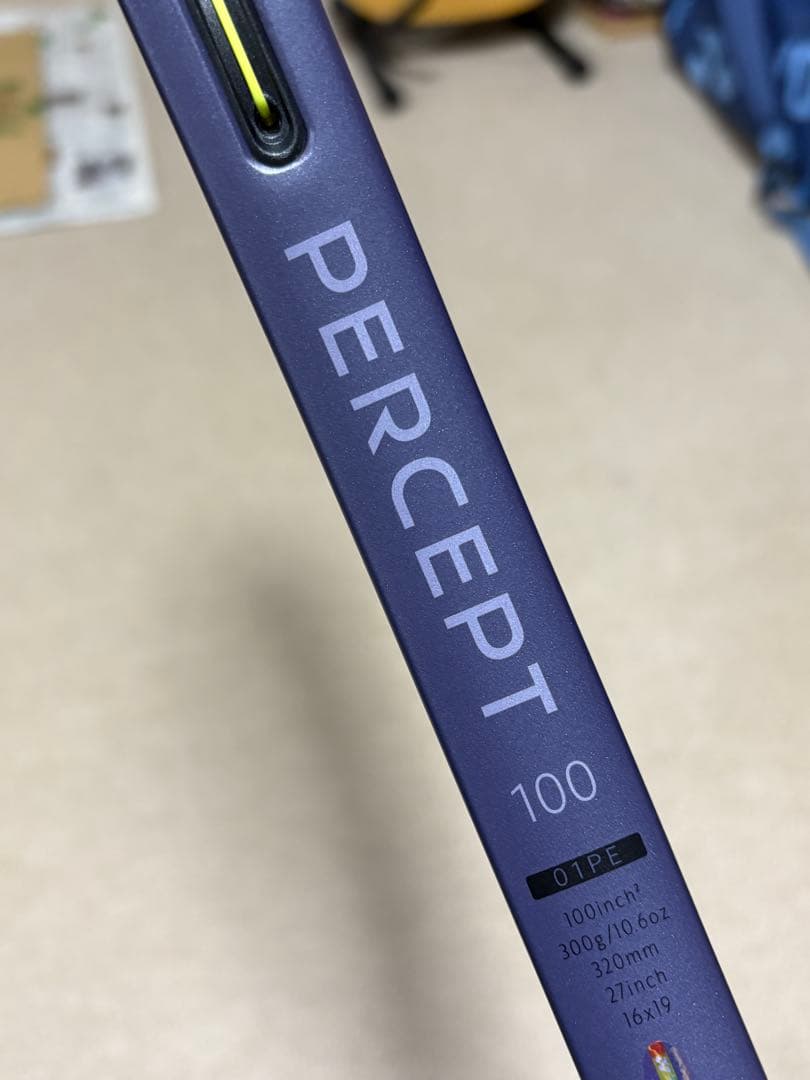 PERCEPT
100
01PE
100inch²
300g/10.6oz
320mm
27inch
16x19